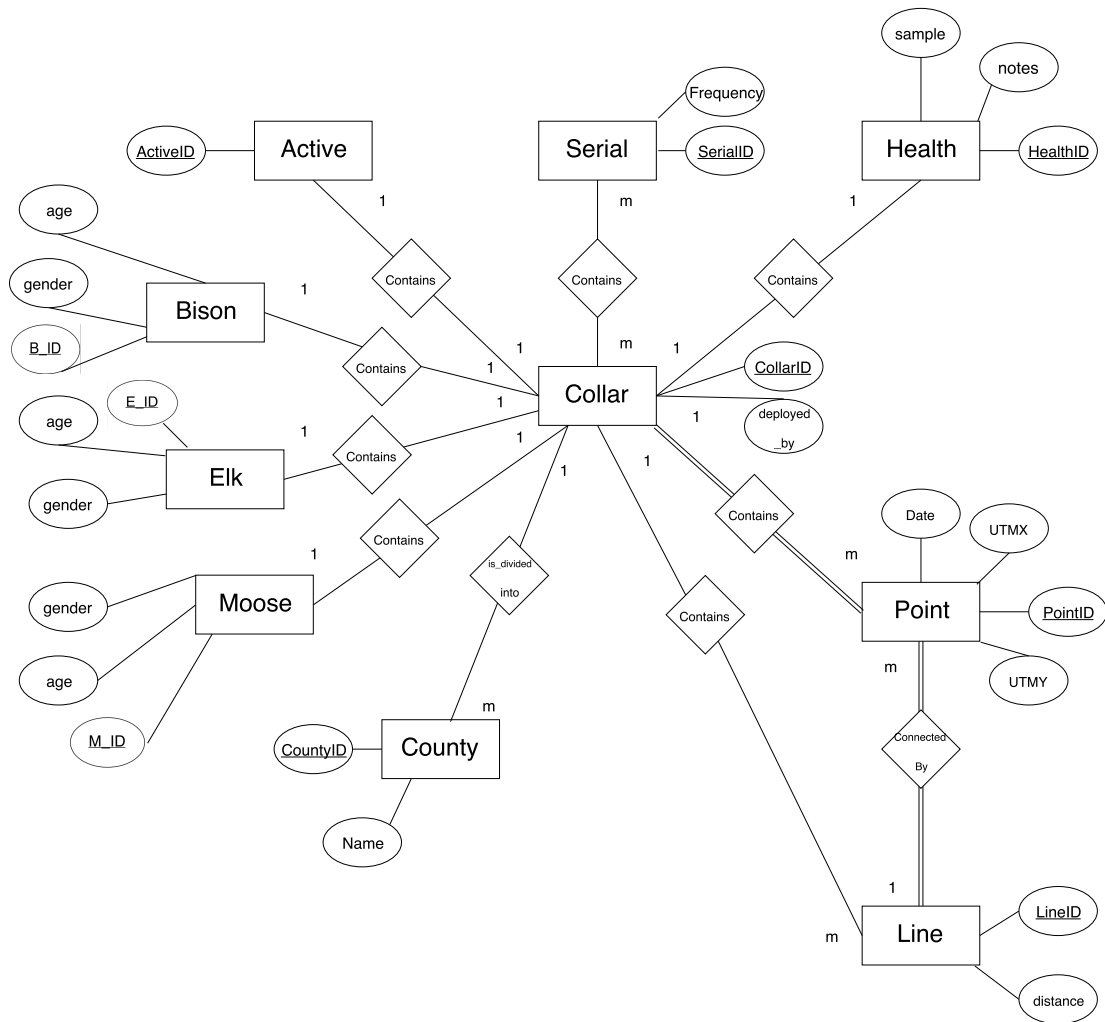 sample
notes
Frequency
Active
Serial
Health
ActiveID
SerialID
HealthID
1
m
1
age
Contains
Contains
Contains
gender
1
Bison
B_ID
m
1
1
Contains
1
CollarID
Collar
E_ID
1
1
deployed
_by
age
1
1
Contains
1
1
Elk
gender
Contains
Date
UTMX
Contains
1
m
is_divided
into
gender
Moose
Contains
Point
PointID
m
UTMY
age
m
M_ID
CountyID
County
Connected
By
Name
1
LineID
m
Line
distance